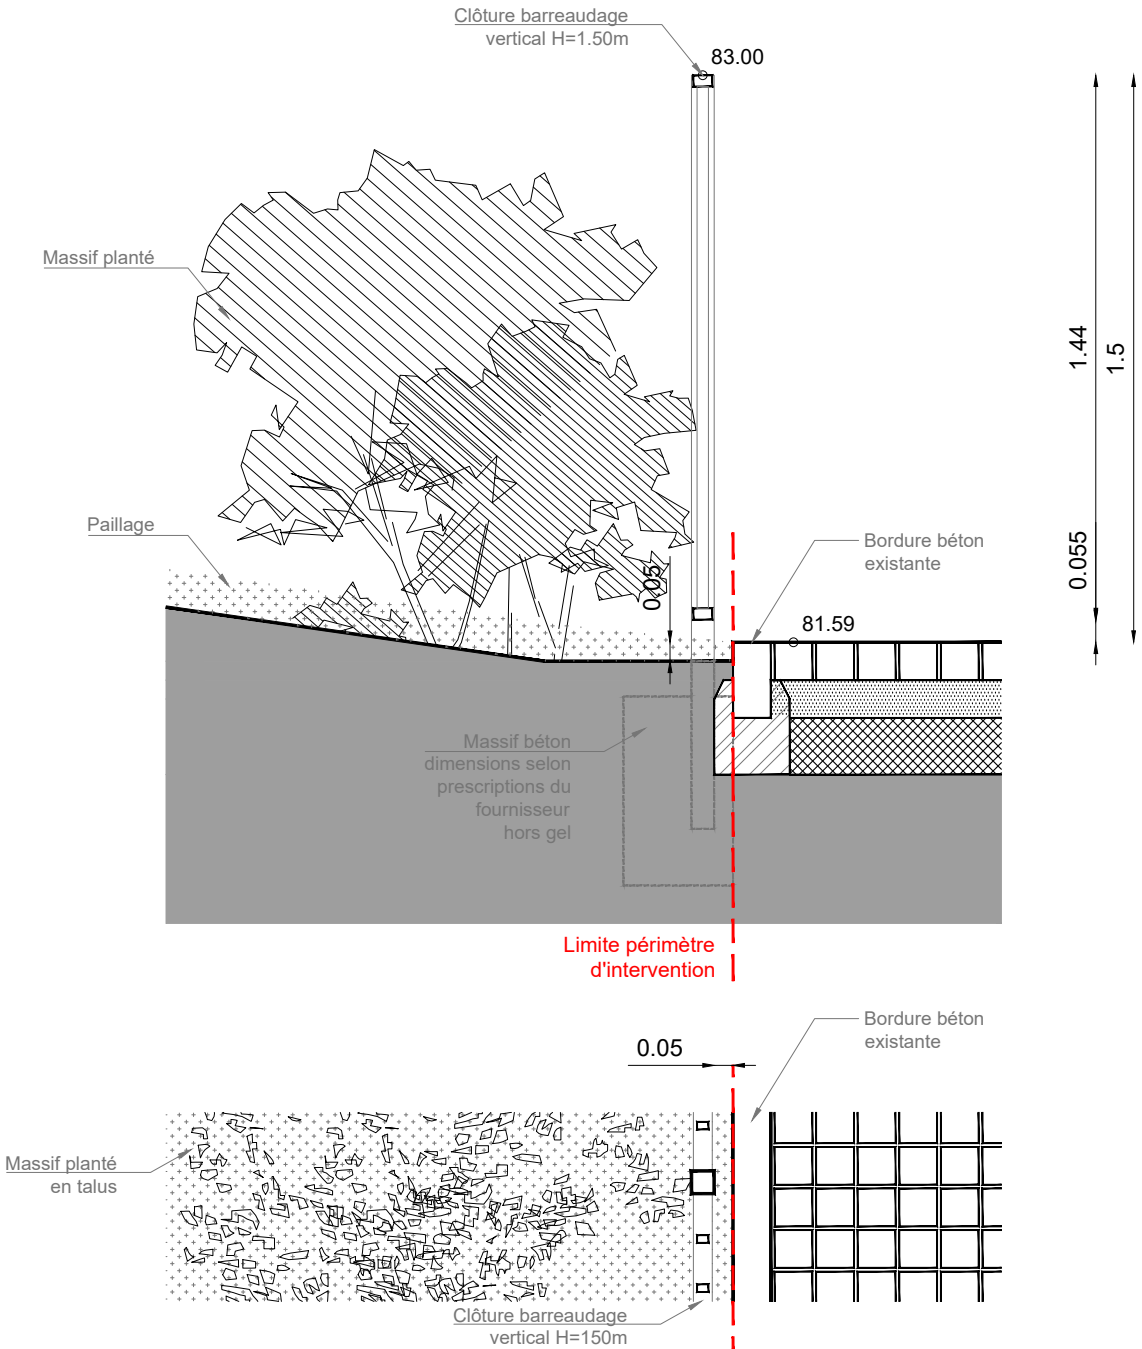 Clôture barreaudage
vertical H=1.50m
83.00
Massif planté
1.44
1.5
Paillage
Bordure béton
existante
0.055
0.05
81.59
Massif béton
dimensions selon
prescriptions du
fournisseur
hors gel
Limite périmètre
d'intervention
Bordure béton
existante
0.05
Massif planté
en talus
Clôture barreaudage
vertical H=150m